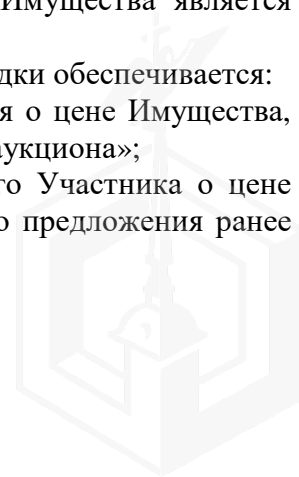 Имущества является
дки обеспечивается:
я о цене Имущества,
аукциона»;
го Участника о цене
о предложения ранее